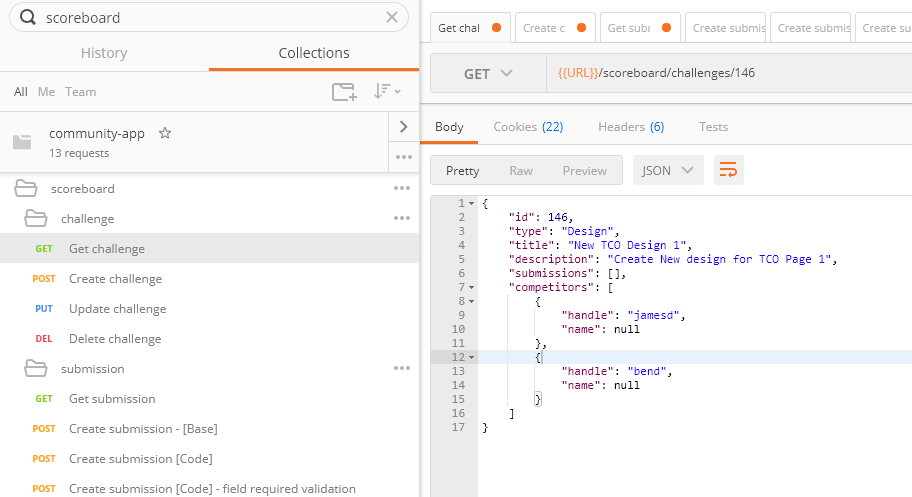 scoreboard
History Collections
All Me Team
community-app
13 requests
scoreboard
challenge
GET Get challenge
POST Create challenge
PUT Update challenge
DEL Delete challenge
submission
GET Get submission
POST Create submission - [Base]
POST Create submission [Code]
POST Create submission [Code] - field required validation
Get chal Create c Get subr Create submis Create submis Create su
GET {{URL}}/scoreboard/challenges/146
Body Cookies (22) Headers (6) Tests
Pretty Raw Preview JSON
1 {
2 "id": 146,
3 "type": "Design",
4 "title": "New TCO Design 1",
5 "description": "Create New design for TCO Page 1",
6 "submissions": [],
7 "competitors": [
8 {
9 "handle": "jamesd",
10 "name": null
11 },
12 {
13 "handle": "bend",
14 "name": null
15 }
16 ]
17 }